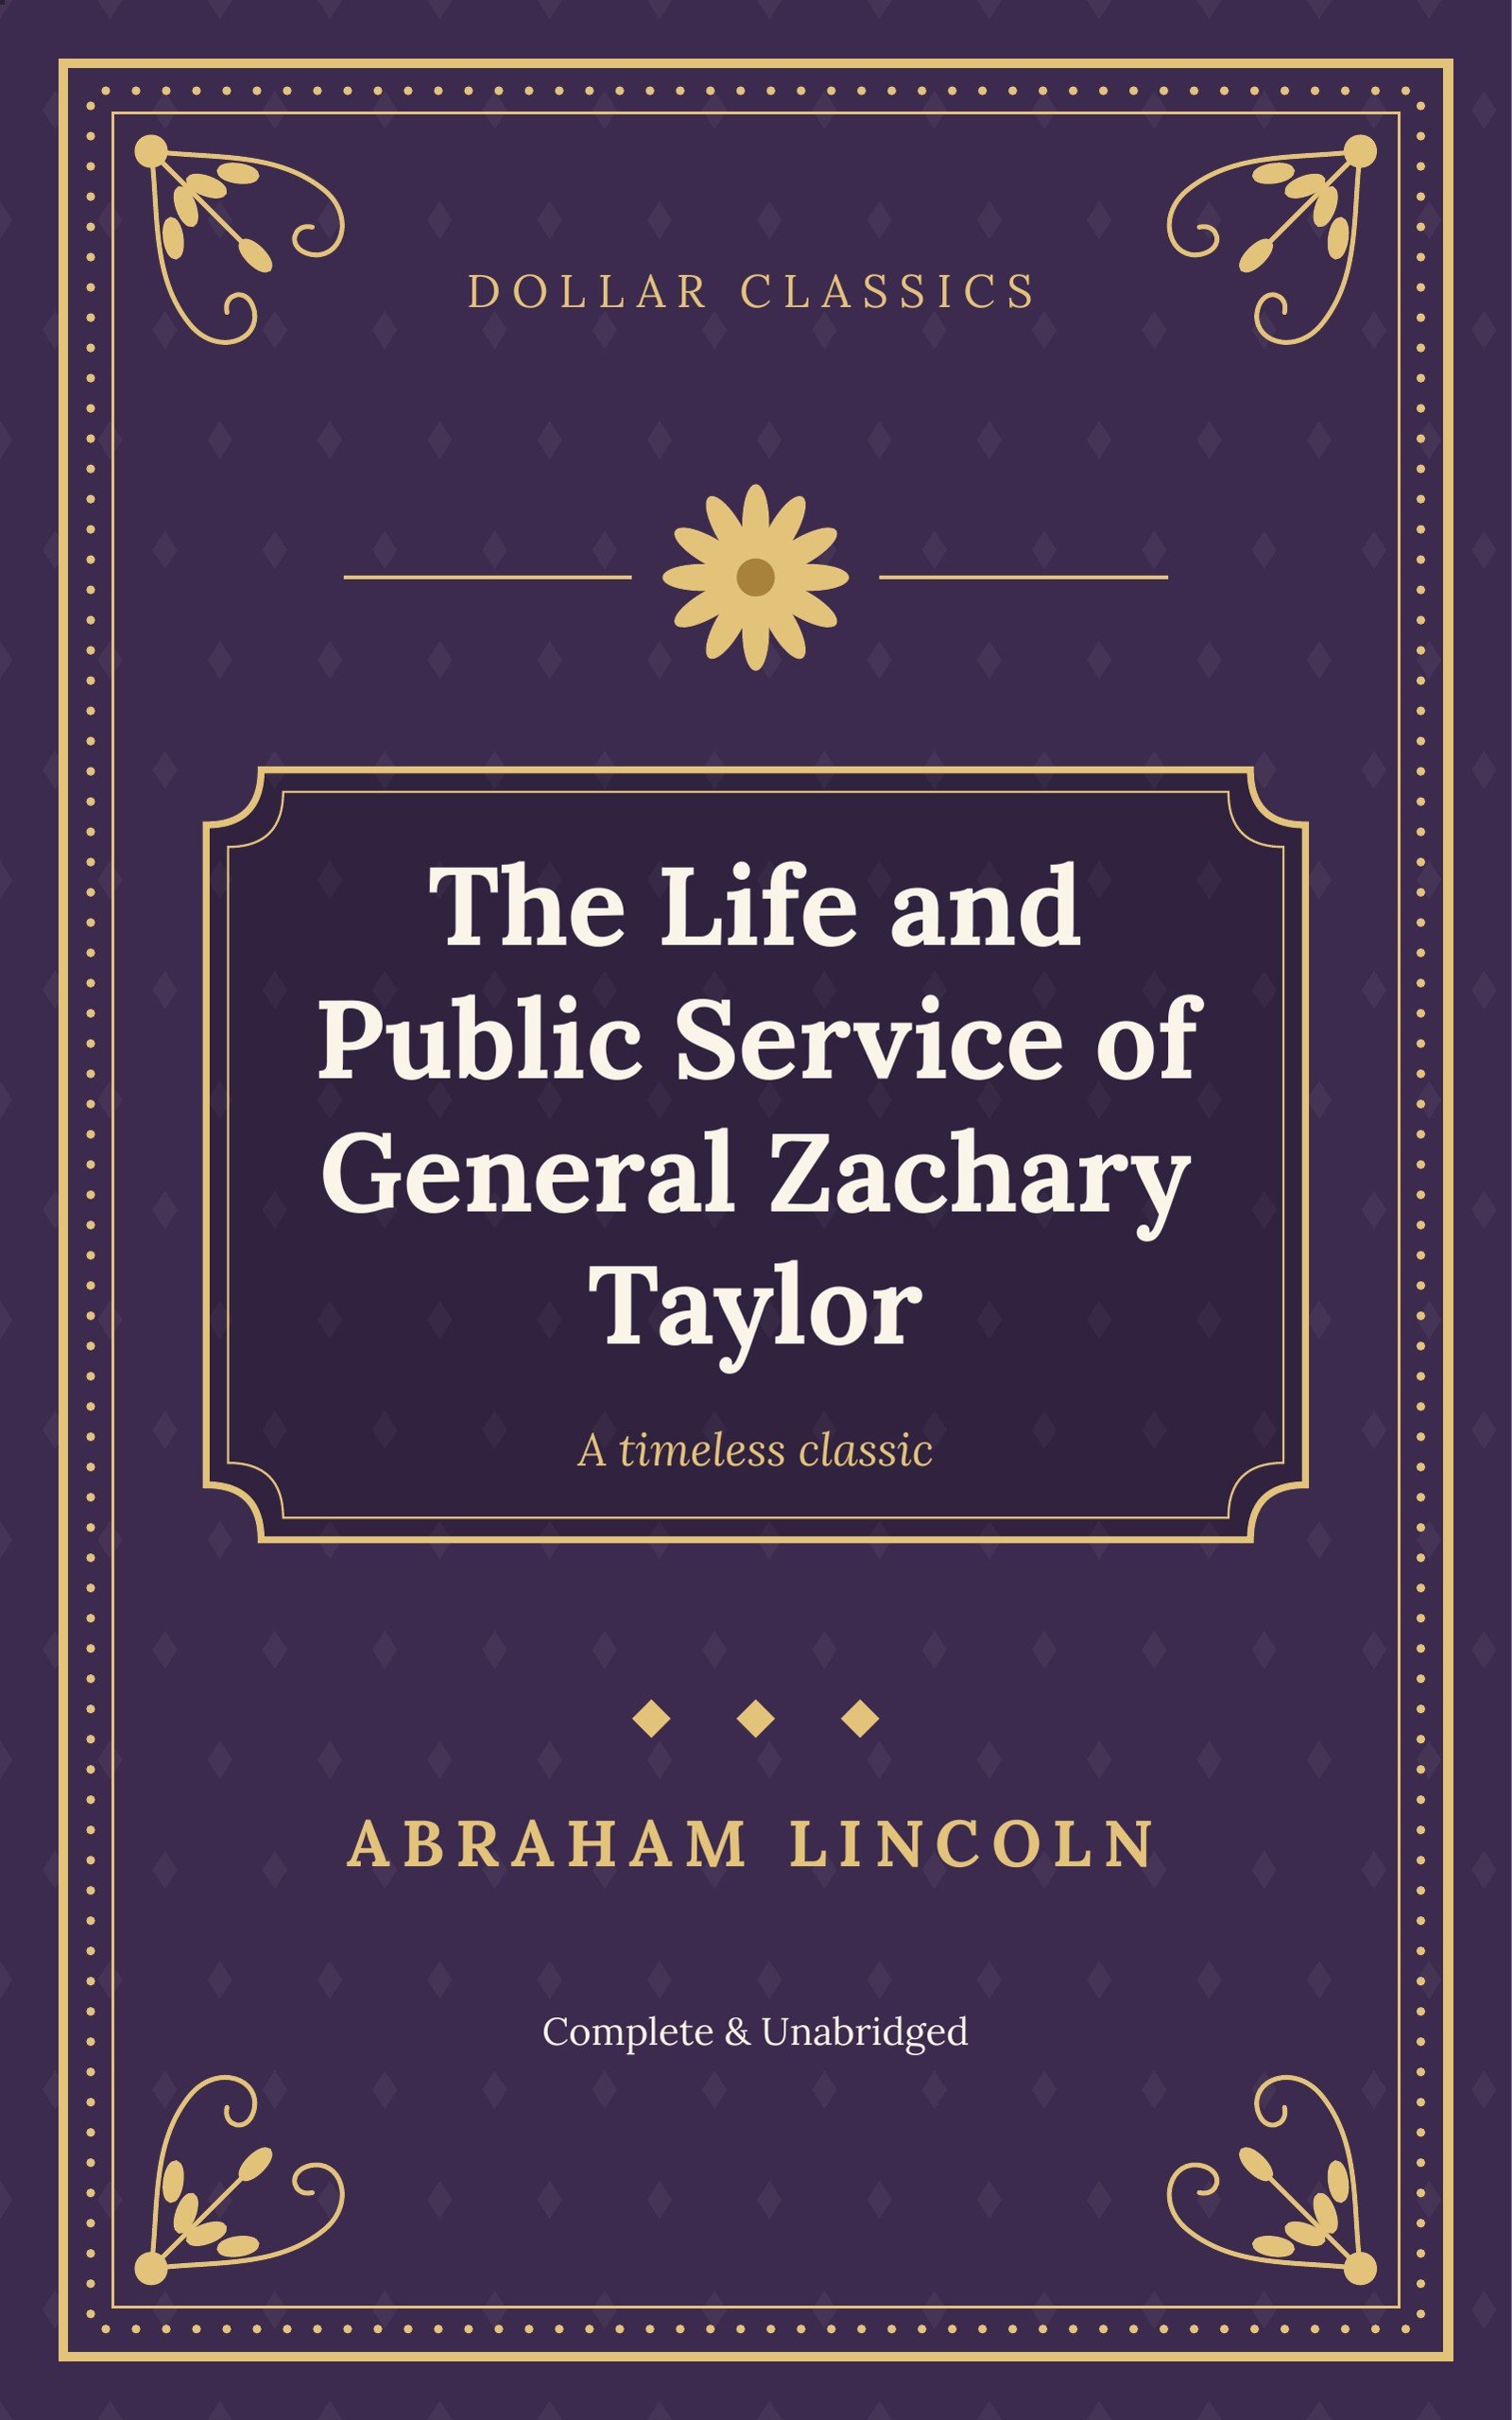 DOLLAR CLASSICS
The Life and
Public Service of
General Zachary
Taylor
A timeless classic
ABRAHAM LINCOLN
Complete & Unabridged